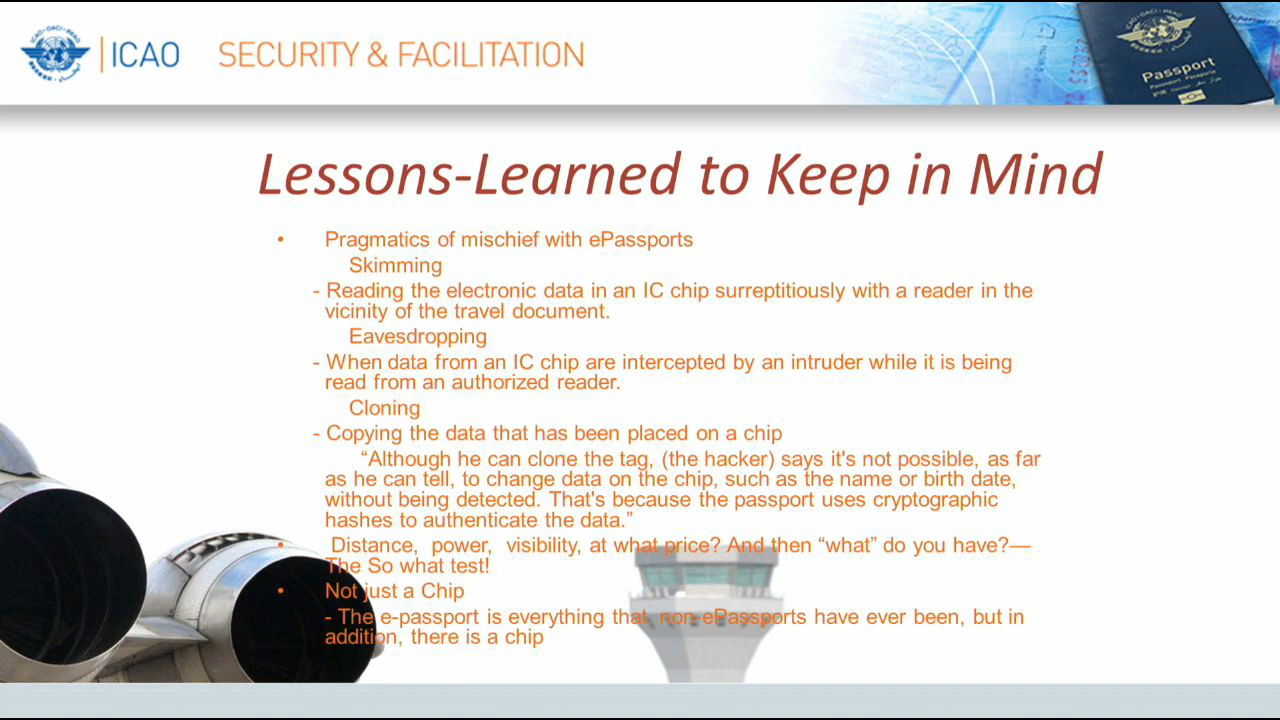 ICAO SECURITY & FACILITATION
Passport
Lessons-Learned to Keep in Mind
• Pragmatics of mischief with ePassports
Skimming
- Reading the electronic data in an IC chip surreptitiously with a reader in the
vicinity of the travel document.
Eavesdropping
- When data from an IC chip are intercepted by an intruder while it is being
read from an authorized reader.
Cloning
- Copying the data that has been placed on a chip
“Although he can clone the tag, (the hacker) says it's not possible, as far
as he can tell, to change data on the chip, such as the name or birth date,
without being detected. That's because the passport uses cryptographic
hashes to authenticate the data.”
• Distance, power, visibility, at what price? And then “what” do you have?—
The So what test!
• Not just a Chip
- The e-passport is everything that non-ePassports have ever been, but in
addition, there is a chip